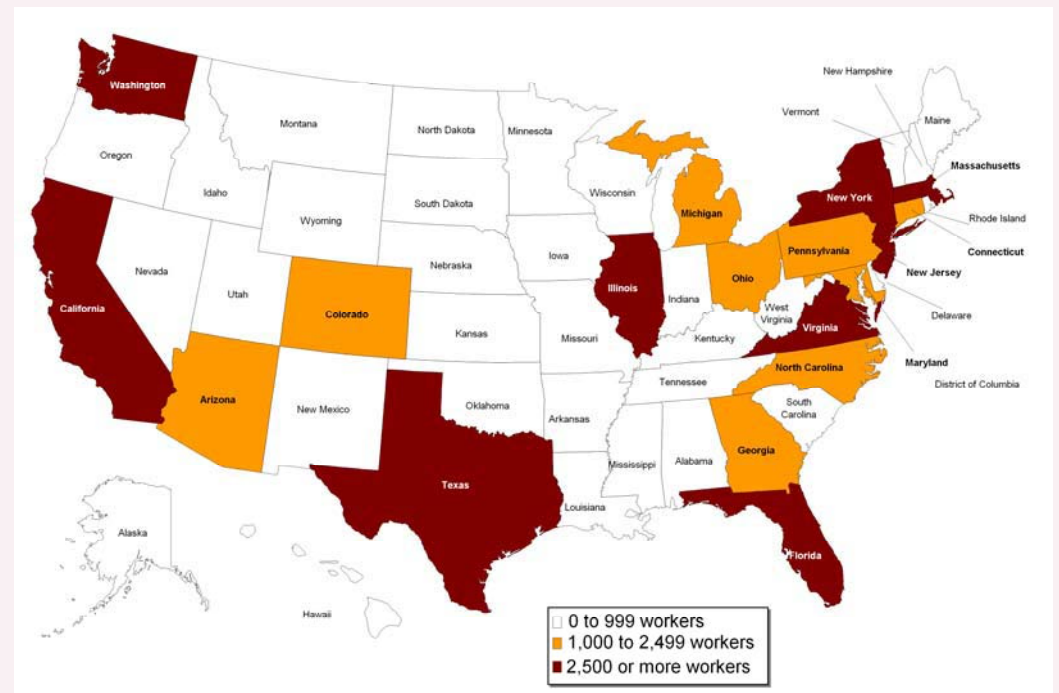 Washington
Montana
North Dakota
Minnesota
New Hampshire
Vermont
Maine
Oregon
Idaho
Wyoming
South Dakota
Wisconsin
Michigan
New York
Massachusetts
Rhode Island
Connecticut
Nevada
Utah
Nebraska
Iowa
Pennsylvania
New Jersey
California
Colorado
Kansas
Missouri
Illinois
Indiana
Ohio
West
Virginia
Virginia
Kentucky
Delaware
Maryland
District of Columbia
Arizona
New Mexico
Oklahoma
Arkansas
Tennessee
North Carolina
South
Carolina
Texas
Louisiana
Mississippi
Alabama
Georgia
Florida
Alaska
Hawaii
0 to 999 workers
1,000 to 2,499 workers
2,500 or more workers